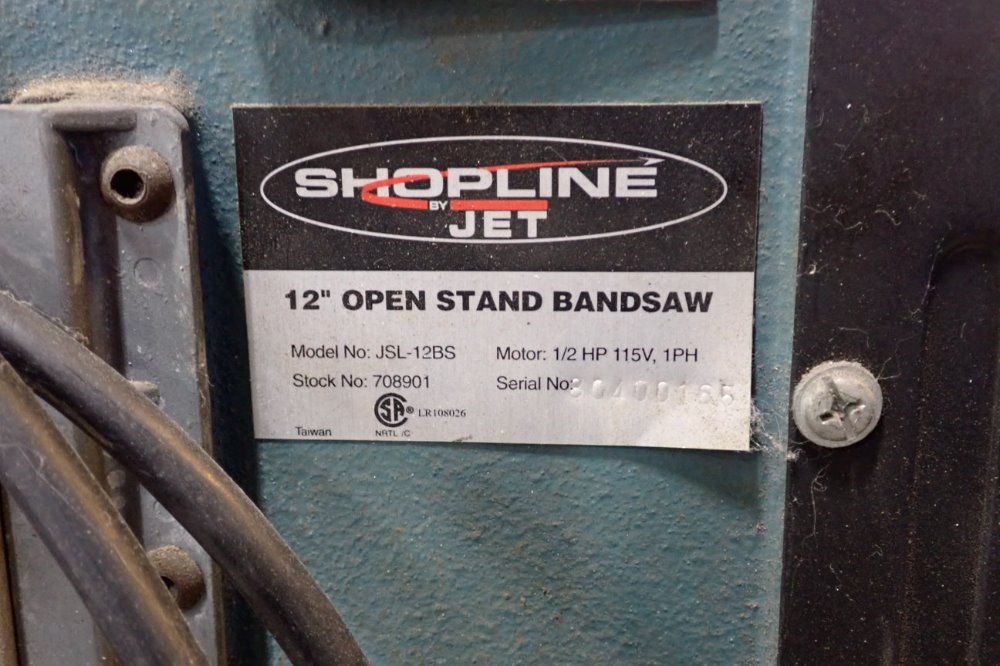 SHOPLINE
BY
JET
12" OPEN STAND BANDSAW
Model No: JSL-12BS Motor: 1/2 HP 115V, 1PH
Stock No: 708901 Serial No:
SA® LR108026
Taiwan NRTL /C